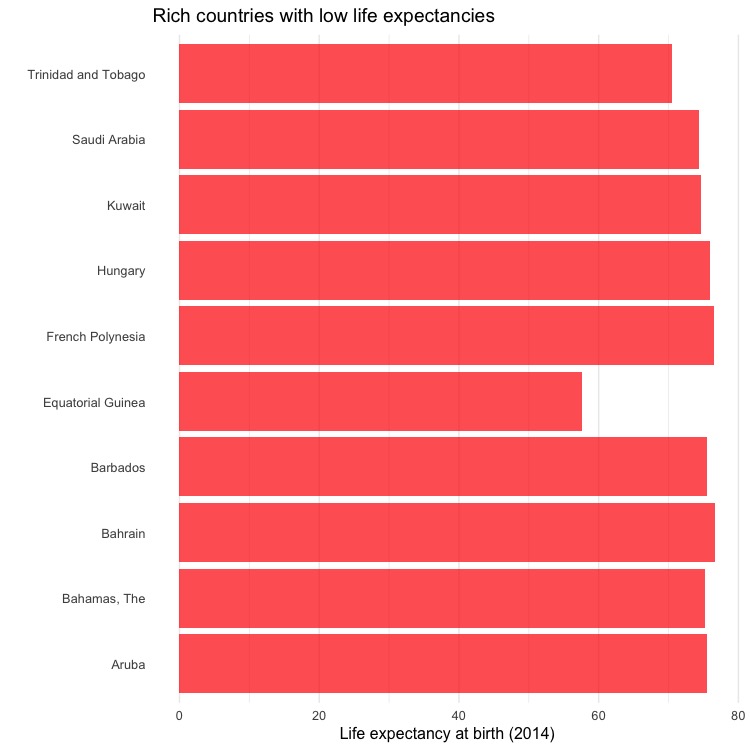 Rich countries with low life expectancies
Trinidad and Tobago
Saudi Arabia
Kuwait
Hungary
French Polynesia
Equatorial Guinea
Barbados
Bahrain
Bahamas, The
Aruba
0 20 40 60 80
Life expectancy at birth (2014)